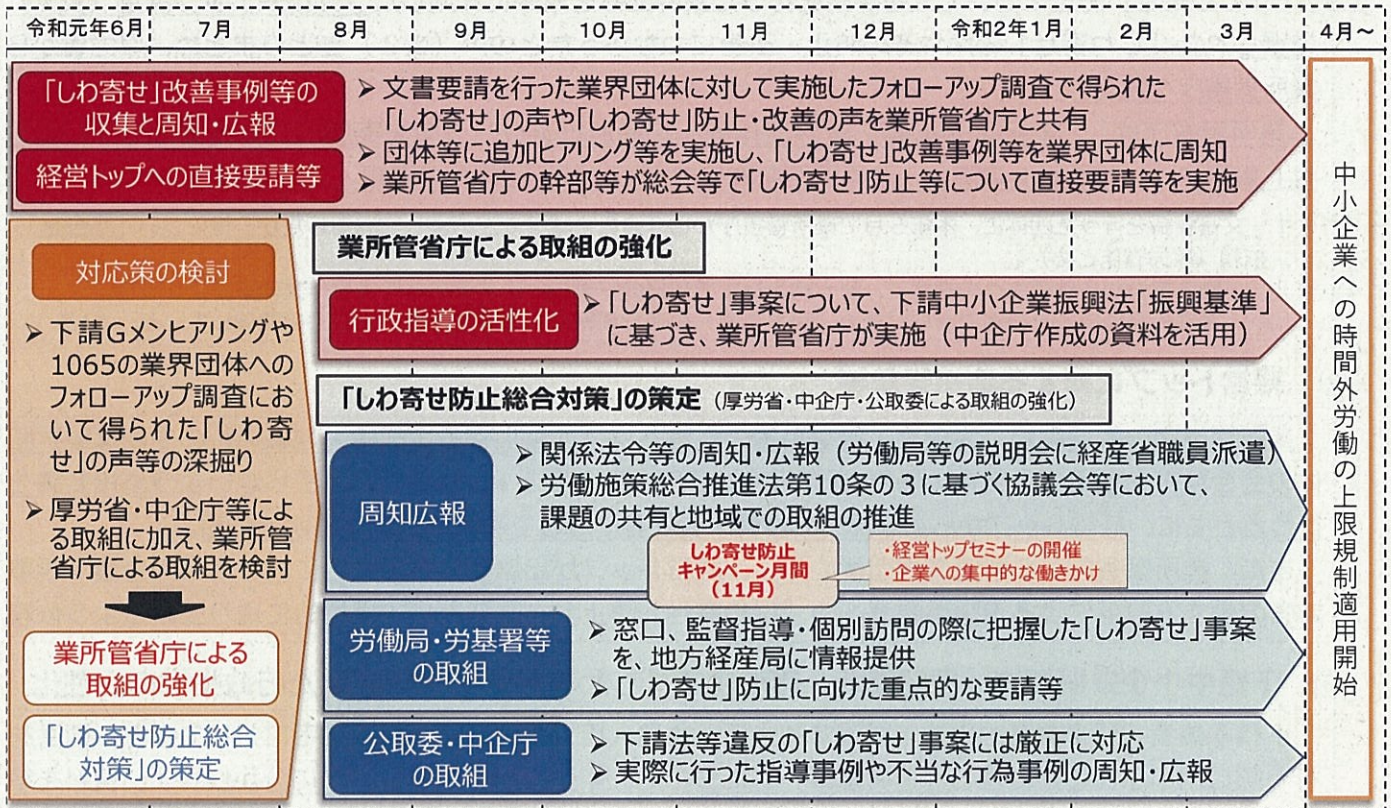 令和元年6月 7月 8月 9月 10月 11月 12月 令和2年1月 2月 3月 4月～
「しわ寄せ」改善事例等の
収集と周知・広報
経営トップへの直接要請等
➢ 文書要請を行った業界団体に対して実施したフォローアップ調査で得られた
「しわ寄せ」の声や「しわ寄せ」防止・改善の声を業所管省庁と共有
➢ 団体等に追加ヒアリング等を実施し、「しわ寄せ」改善事例等を業界団体に周知
➢ 業所管省庁の幹部等が総会等で「しわ寄せ」防止等について直接要請等を実施
対応策の検討
➢ 下請Gメンヒアリングや
1065の業界団体への
フォローアップ調査にお
いて得られた「しわ寄
せ」の声等の深掘り
➢ 厚労省・中企庁等によ
る取組に加え、業所管
省庁による取組を検討
業所管省庁による
取組の強化
「しわ寄せ防止総合
対策」の策定
業所管省庁による取組の強化
行政指導の活性化
➢ 「しわ寄せ」事案について、下請中小企業振興法「振興基準」
に基づき、業所管省庁が実施（中企庁作成の資料を活用）
「しわ寄せ防止総合対策」の策定（厚労省・中企庁・公取委による取組の強化）
周知広報
➢ 関係法令等の周知・広報（労働局等の説明会に経産省職員派遣）
➢ 労働施策総合推進法第10条の3に基づく協議会等において、
課題の共有と地域での取組の推進
しわ寄せ防止
キャンペーン月間
（11月）
・経営トップセミナーの開催
・企業への集中的な働きかけ
労働局・労基署等
の取組
➢ 窓口、監督指導・個別訪問の際に把握した「しわ寄せ」事案
を、地方経産局に情報提供
➢ 「しわ寄せ」防止に向けた重点的な要請等
公取委・中企庁
の取組
➢ 下請法等違反の「しわ寄せ」事案には厳正に対応
➢ 実際に行った指導事例や不当な行為事例の周知・広報
中小企業への時間外労働の上限規制適用開始